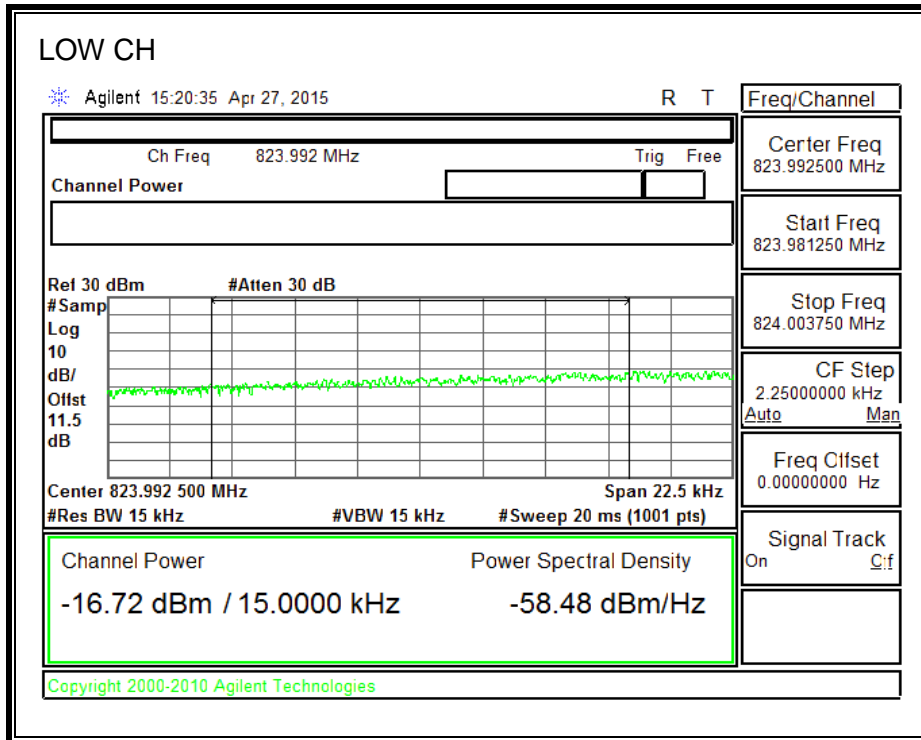 LOW CH
Agilent 15:20:35 Apr 27, 2015 R T
Freq/Channel
Ch Freq 823.992 MHz Trig Free
Channel Power
Center Freq
823.992500 MHz
Start Freq
823.981250 MHz
Stop Freq
824.003750 MHz
CF Step
2.25000000 kHz
Auto Man
Freq Offset
0.00000000 Hz
Signal Track
On Off
Ref 30 dBm #Atten 30 dB
#Samp
Log
10
dB/
Offst
11.5
dB
Center 823.992 500 MHz Span 22.5 kHz
#Res BW 15 kHz #VBW 15 kHz #Sweep 20 ms (1001 pts)
Channel Power Power Spectral Density
-16.72 dBm / 15.0000 kHz -58.48 dBm/Hz
Copyright 2000-2010 Agilent Technologies